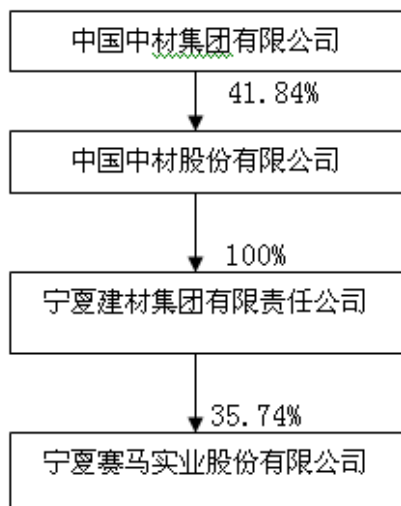 中国中材集团有限公司
41.84%
中国中材股份有限公司
100%
宁夏建材集团有限责任公司
35.74%
宁夏赛马实业股份有限公司